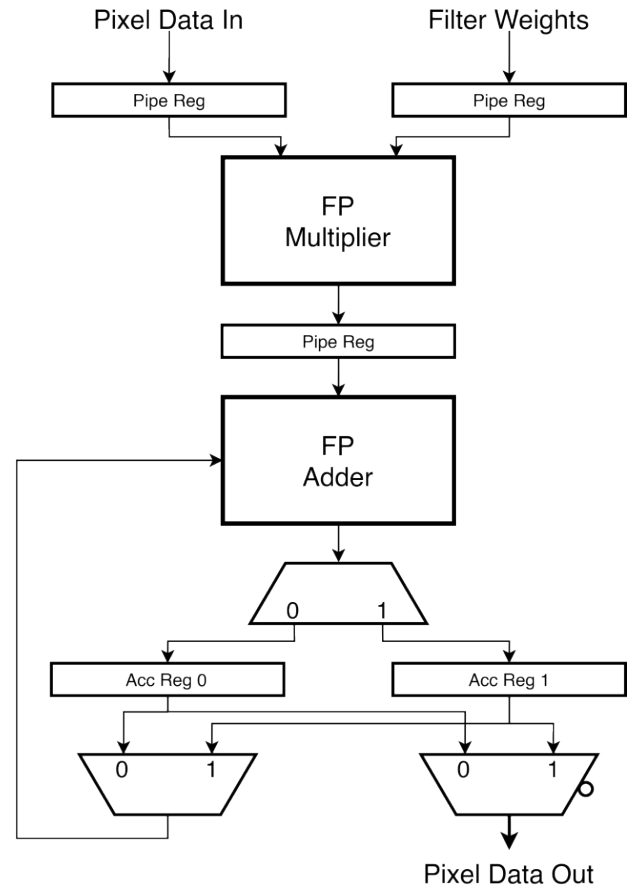 Pixel Data In
Filter Weights
Pipe Reg
Pipe Reg
FP
Multiplier
Pipe Reg
FP
Adder
0
1
Acc Reg 0
Acc Reg 1
0
1
0
1
Pixel Data Out